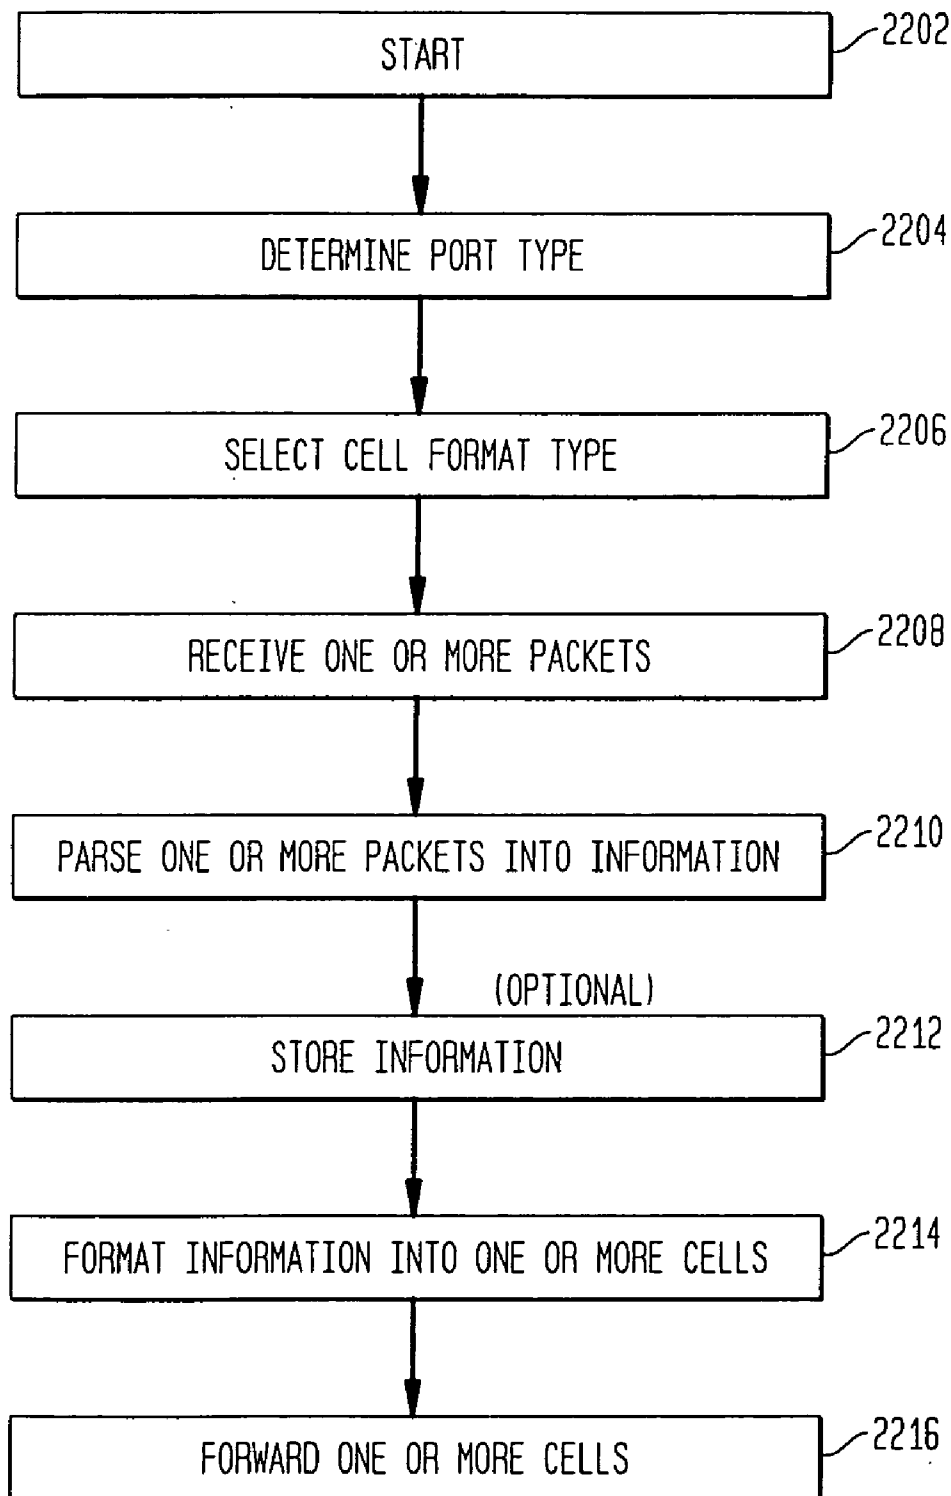 START
2202
DETERMINE PORT TYPE
2204
SELECT CELL FORMAT TYPE
2206
RECEIVE ONE OR MORE PACKETS
2208
PARSE ONE OR MORE PACKETS INTO INFORMATION
2210
(OPTIONAL)
STORE INFORMATION
2212
FORMAT INFORMATION INTO ONE OR MORE CELLS
2214
FORWARD ONE OR MORE CELLS
2216